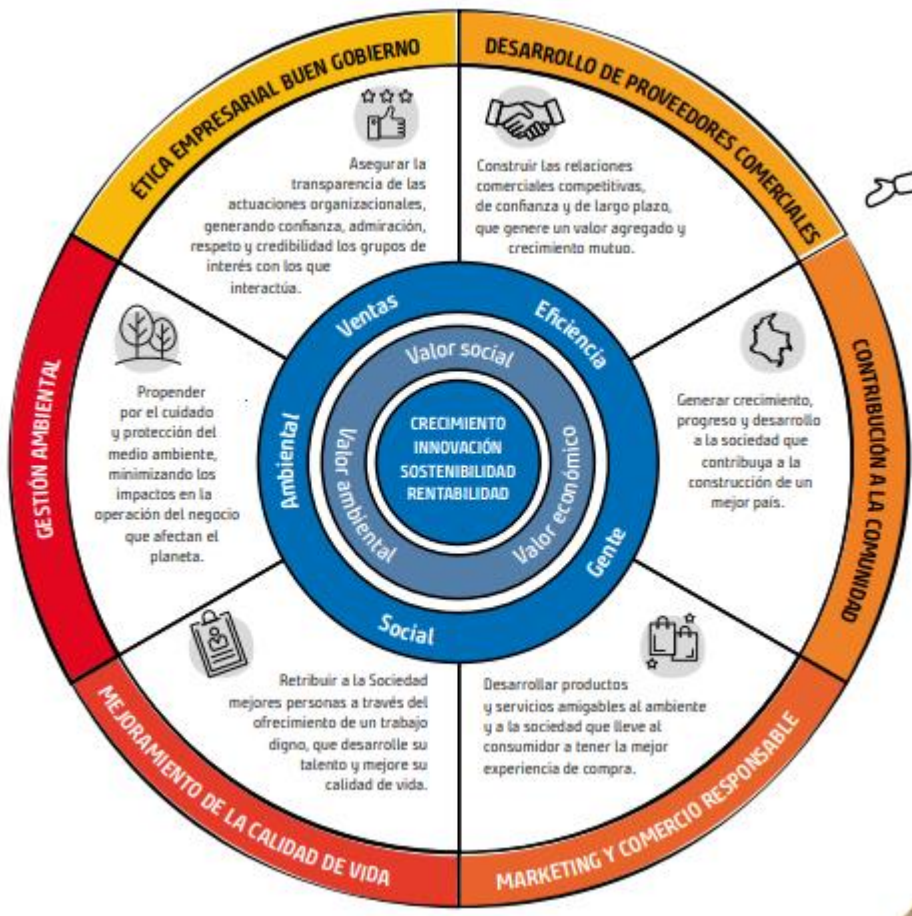 ÉTICA EMPRESARIAL BUEN GOBIERNO
Asegurar la
transparencia de las
actuaciones organizacionales,
generando confianza, admiración,
respeto y credibilidad los grupos de
interés con los que
interactúa.
DESARROLLO DE PROVEEDORES COMERCIALES
Construir las relaciones
comerciales competitivas,
de confianza y de largo plazo,
que genere un valor agregado y
crecimiento mutuo.
CONTRIBUCIÓN A LA COMUNIDAD
Generar crecimiento,
progreso y desarrollo
a la sociedad que
contribuya a la
construcción de un
mejor país.
MARKETING Y COMERCIO RESPONSABLE
Desarrollar productos
y servicios amigables al ambiente
y a la sociedad que lleve al
consumidor a tener la mejor
experiencia de compra.
MEJORAMIENTO DE LA CALIDAD DE VIDA
Retribuir a la Sociedad
mejores personas a través del
ofrecimiento de un trabajo
digno, que desarrolle su
talento y mejore su
calidad de vida.
GESTIÓN AMBIENTAL
Propender
por el cuidado
y protección del
medio ambiente,
minimizando los
impactos en la
operación del negocio
que afectan el
planeta.
Ventas
Eficiencia
Gente
Social
Ambiental
Valor social
Valor económico
Valor ambiental
CRECIMIENTO
INNOVACIÓN
SOSTENIBILIDAD
RENTABILIDAD